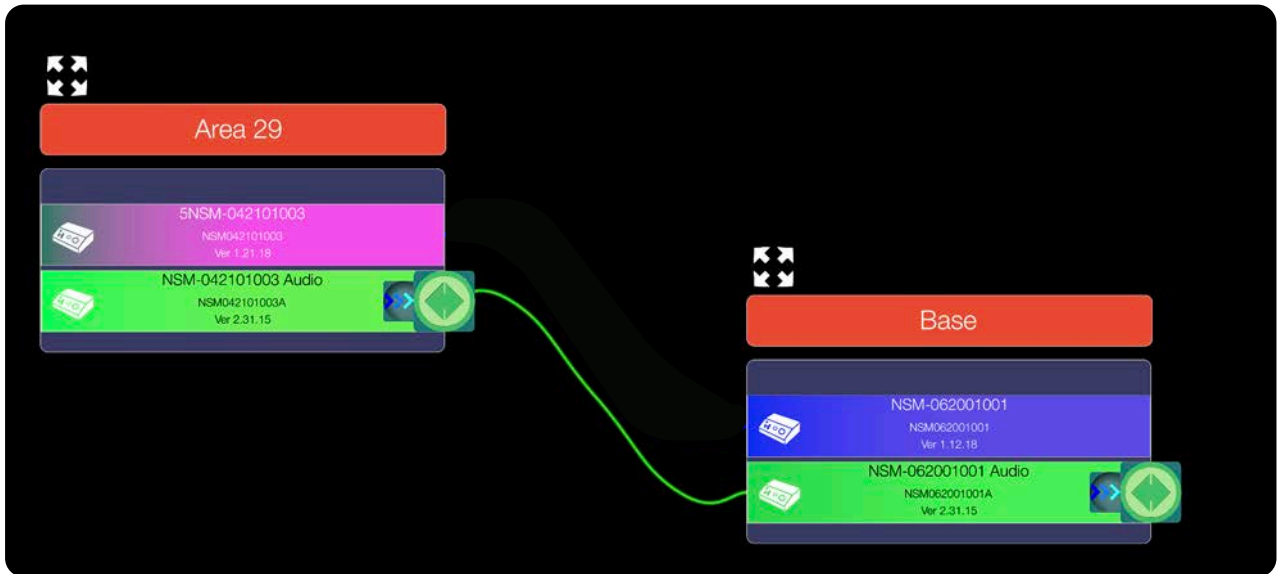 Area 29
5NSM-042101003
NSM042101003
Ver 1.21.18
NSM-042101003 Audio
NSM042101003A
Ver 2.31.15
Base
NSM-062001001
NSM062001001
Ver 1.12.18
NSM-062001001 Audio
NSM062001001A
Ver 2.31.15